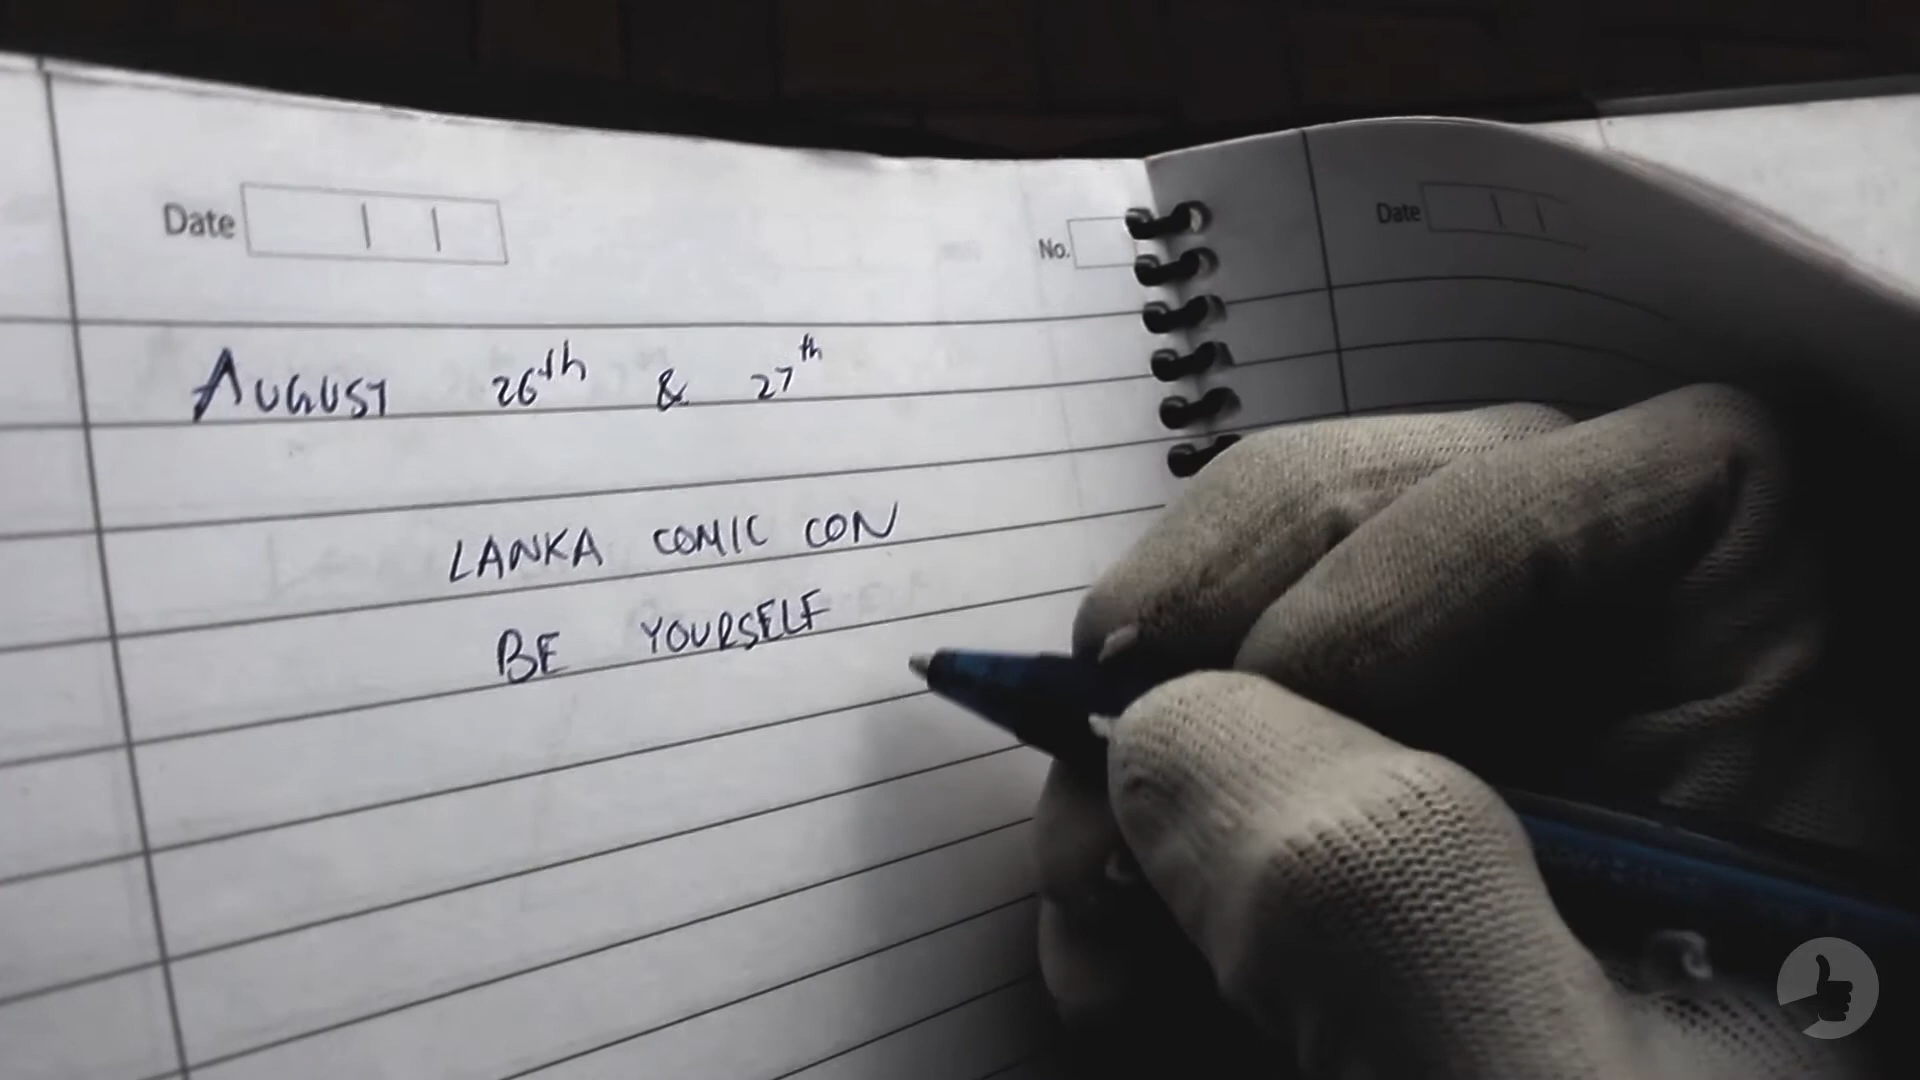 Date
No.
Date
AUGUST 26th & 27th
LANKA COMIC CON
BE YOURSELF